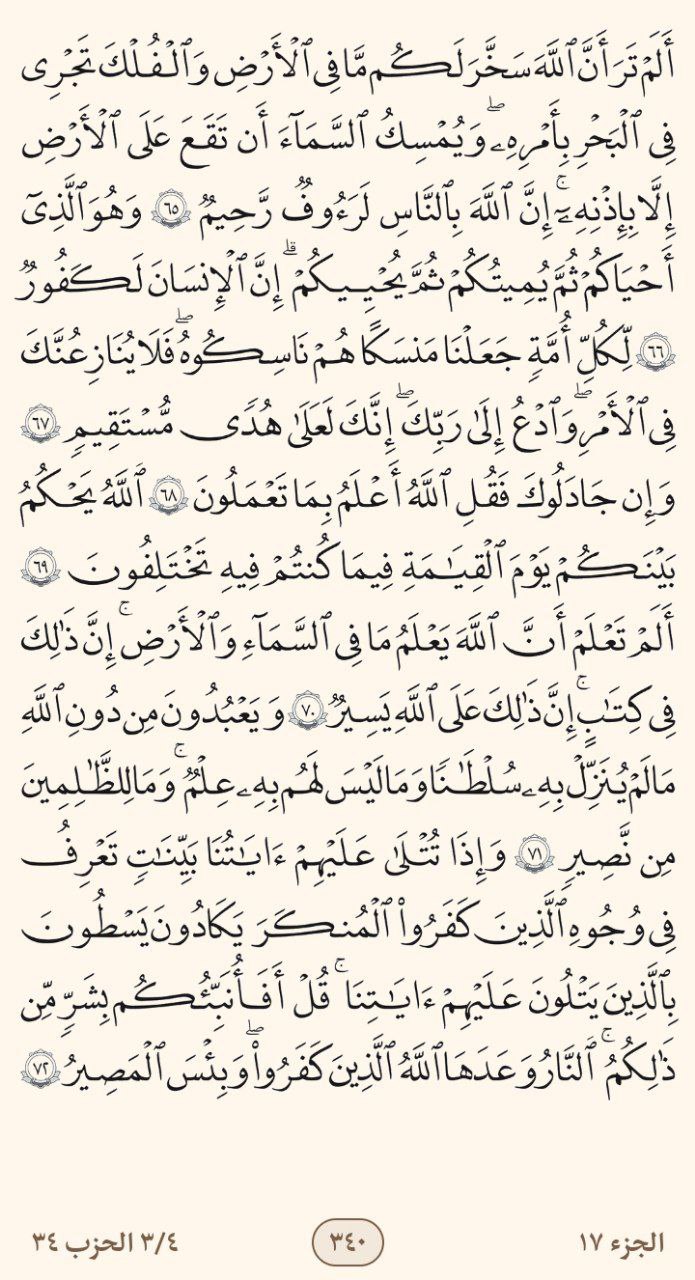 أَلَمْ تَرَ أَنَّ ٱللَّهَ سَخَّرَ لَكُم مَّا فِى ٱلْأَرْضِ وَٱلْفُلْكَ تَجْرِى
فِى ٱلْبَحْرِ بِأَمْرِهِۦ وَيُمْسِكُ ٱلسَّمَآءَ أَن تَقَعَ عَلَى ٱلْأَرْضِ
إِلَّا بِإِذْنِهِۦٓ ۚ إِنَّ ٱللَّهَ بِٱلنَّاسِ لَرَءُوفٌ رَّحِيمٌ ٦٥ وَهُوَ ٱلَّذِىٓ
أَحْيَاكُمْ ثُمَّ يُمِيتُكُمْ ثُمَّ يُحْيِيكُمْ ۗ إِنَّ ٱلْإِنسَـٰنَ لَكَفُورٌ
٦٦ لِّكُلِّ أُمَّةٍ جَعَلْنَا مَنسَكًا هُمْ نَاسِكُوهُ ۖ فَلَا يُنَـٰزِعُنَّكَ
فِى ٱلْأَمْرِ ۖ وَٱدْعُ إِلَىٰ رَبِّكَ ۖ إِنَّكَ لَعَلَىٰ هُدًى مُّسْتَقِيمٍ ٦٧
وَإِن جَـٰدَلُوكَ فَقُلِ ٱللَّهُ أَعْلَمُ بِمَا تَعْمَلُونَ ٦٨ ٱللَّهُ يَحْكُمُ
بَيْنَكُمْ يَوْمَ ٱلْقِيَـٰمَةِ فِيمَا كُنتُمْ فِيهِ تَخْتَلِفُونَ ٦٩
أَلَمْ تَعْلَمْ أَنَّ ٱللَّهَ يَعْلَمُ مَا فِى ٱلسَّمَآءِ وَٱلْأَرْضِ ۚ إِنَّ ذَٰلِكَ
فِى كِتَـٰبٍ ۚ إِنَّ ذَٰلِكَ عَلَى ٱللَّهِ يَسِيرٌ ٧٠ وَيَعْبُدُونَ مِن دُونِ ٱللَّهِ
مَا لَمْ يُنَزِّلْ بِهِۦ سُلْطَـٰنًا وَمَا لَيْسَ لَهُم بِهِۦ عِلْمٌ ۚ وَمَا لِلظَّـٰلِمِينَ
مِن نَّصِيرٍ ٧١ وَإِذَا تُتْلَىٰ عَلَيْهِمْ ءَايَـٰتُنَا بَيِّنَـٰتٍ تَعْرِفُ
فِى وُجُوهِ ٱلَّذِينَ كَفَرُوا۟ ٱلْمُنكَرَ ۖ يَكَادُونَ يَسْطُونَ
بِٱلَّذِينَ يَتْلُونَ عَلَيْهِمْ ءَايَـٰتِنَا ۗ قُلْ أَفَأُنَبِّئُكُم بِشَرٍّ مِّن
ذَٰلِكُمُ ۗ ٱلنَّارُ وَعَدَهَا ٱللَّهُ ٱلَّذِينَ كَفَرُوا۟ ۖ وَبِئْسَ ٱلْمَصِيرُ ٧٢
الجزء ١٧ ٣٤٠ ٣/٤ الحزب ٣٤